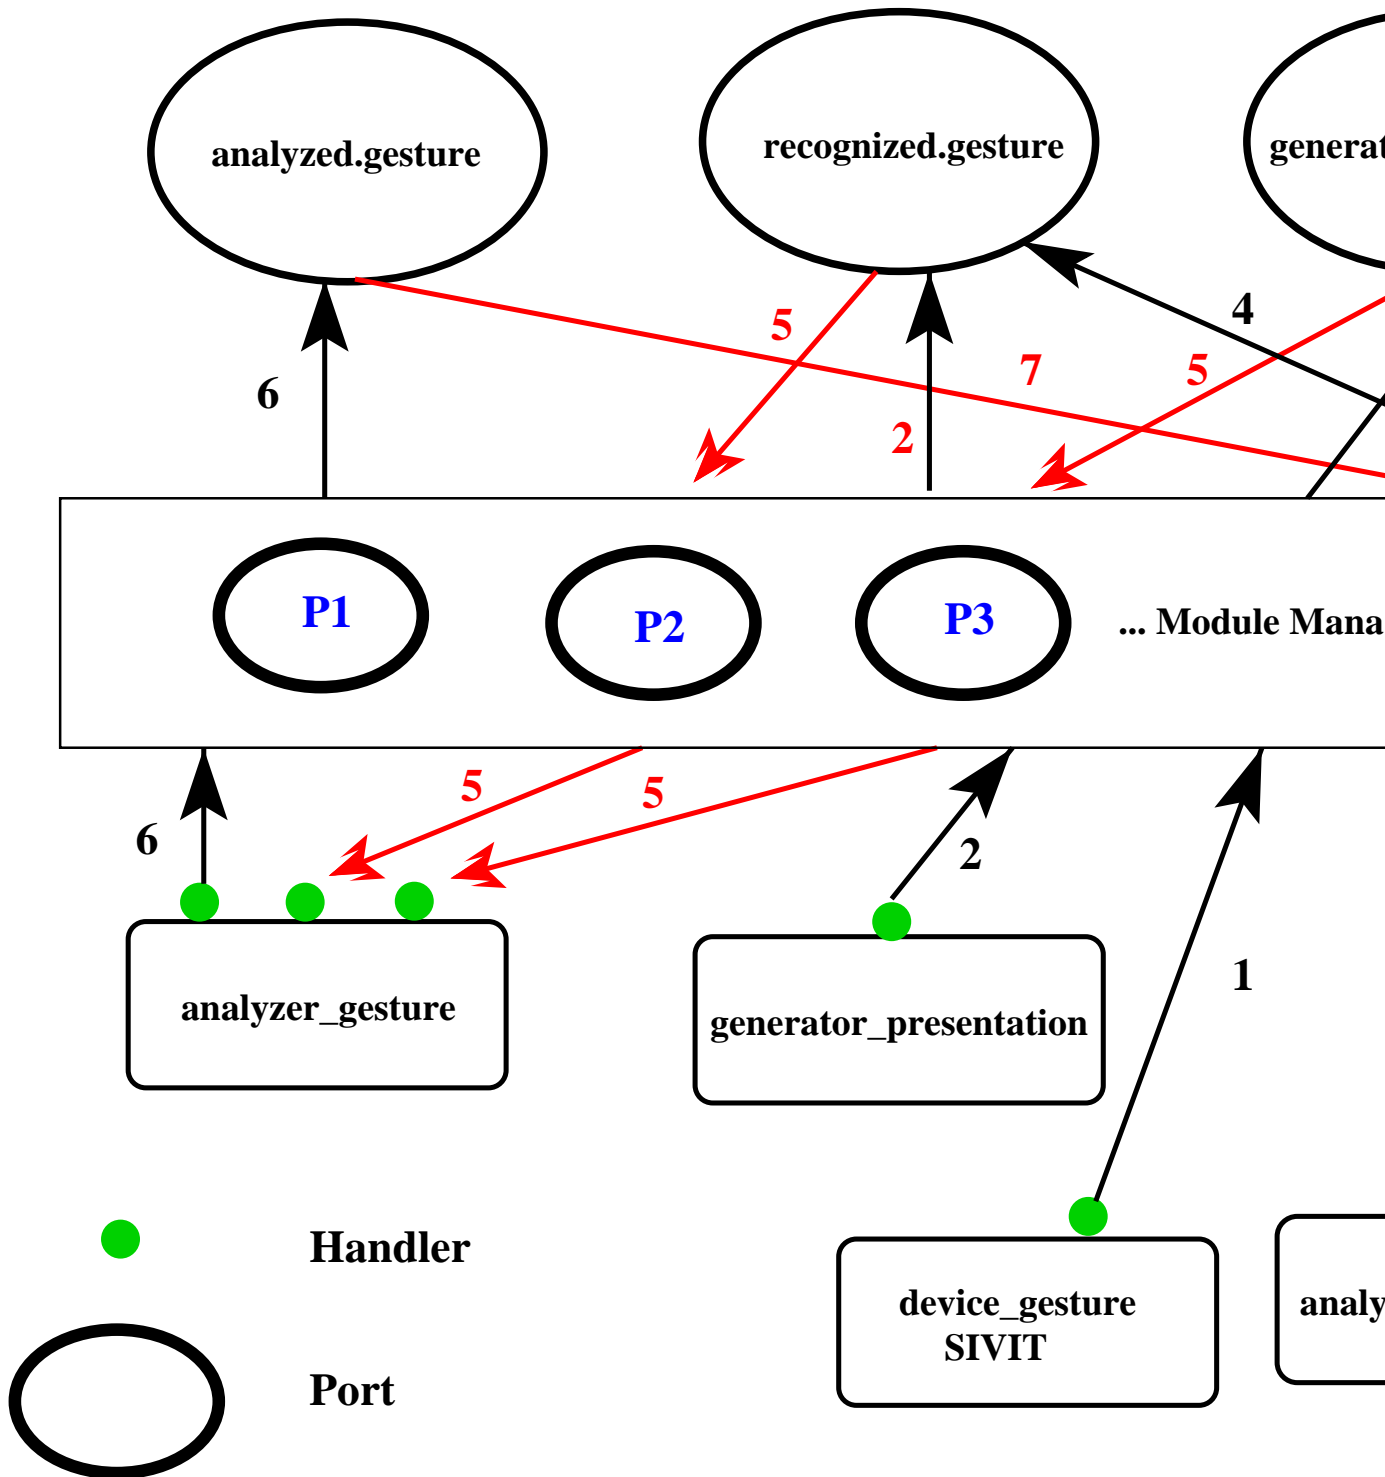 analyzed.gesture
recognized.gesture
generat
5
4
7
5
6
2
P1
P2
P3
... Module Mana
5
5
6
2
1
analyzer_gesture
generator_presentation
Handler
device_gesture
SIVIT
analy
Port